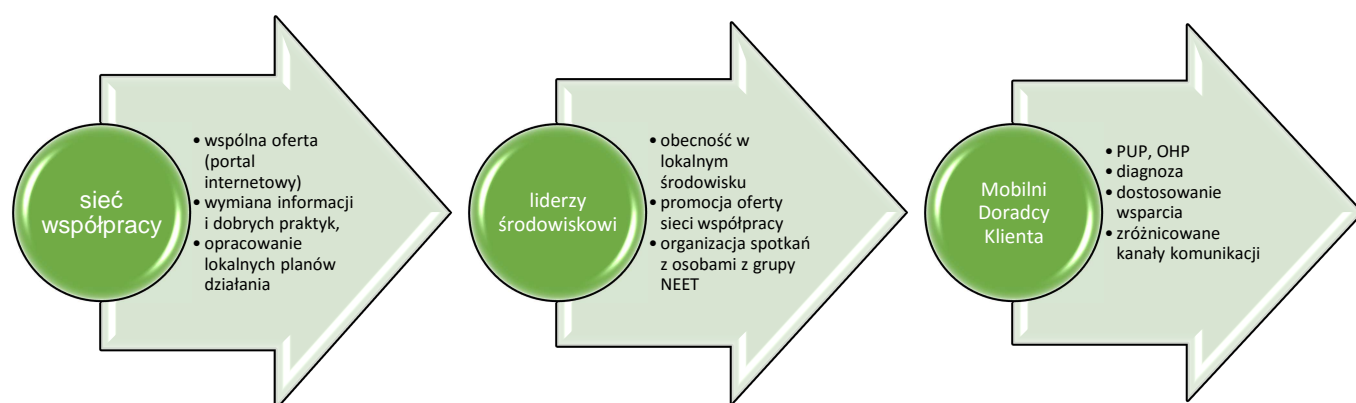 sieć
współpracy
• wspólna oferta
(portal
internetowy)
• wymiana informacji
i dobrych praktyk,
• opracowanie
lokalnych planów
działania
liderzy
środowiskowi
• obecność w
lokalnym
środowisku
• promocja oferty
sieci współpracy
• organizacja spotkań
z osobami z grupy
NEET
Mobilni
Doradcy
Klienta
• PUP, OHP
• diagnoza
• dostosowanie
wsparcia
• zróżnicowane
kanały komunikacji